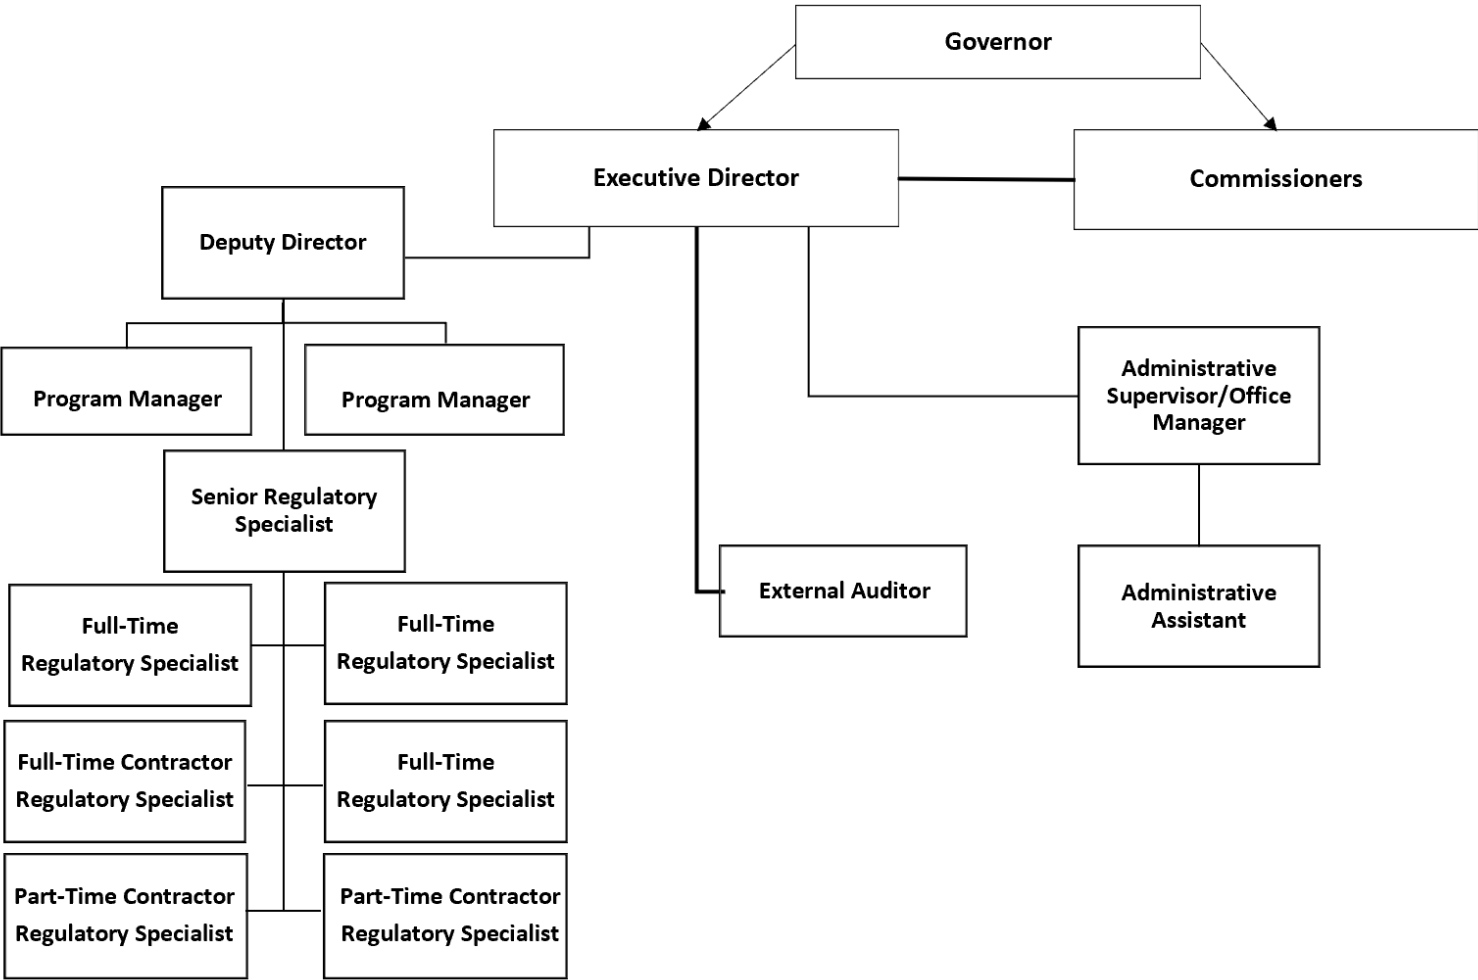 Governor
Executive Director
Commissioners
Deputy Director
Program Manager
Program Manager
Administrative
Supervisor/Office
Manager
Senior Regulatory
Specialist
External Auditor
Administrative
Assistant
Full-Time
Regulatory Specialist
Full-Time
Regulatory Specialist
Full-Time Contractor
Regulatory Specialist
Full-Time
Regulatory Specialist
Part-Time Contractor
Regulatory Specialist
Part-Time Contractor
Regulatory Specialist